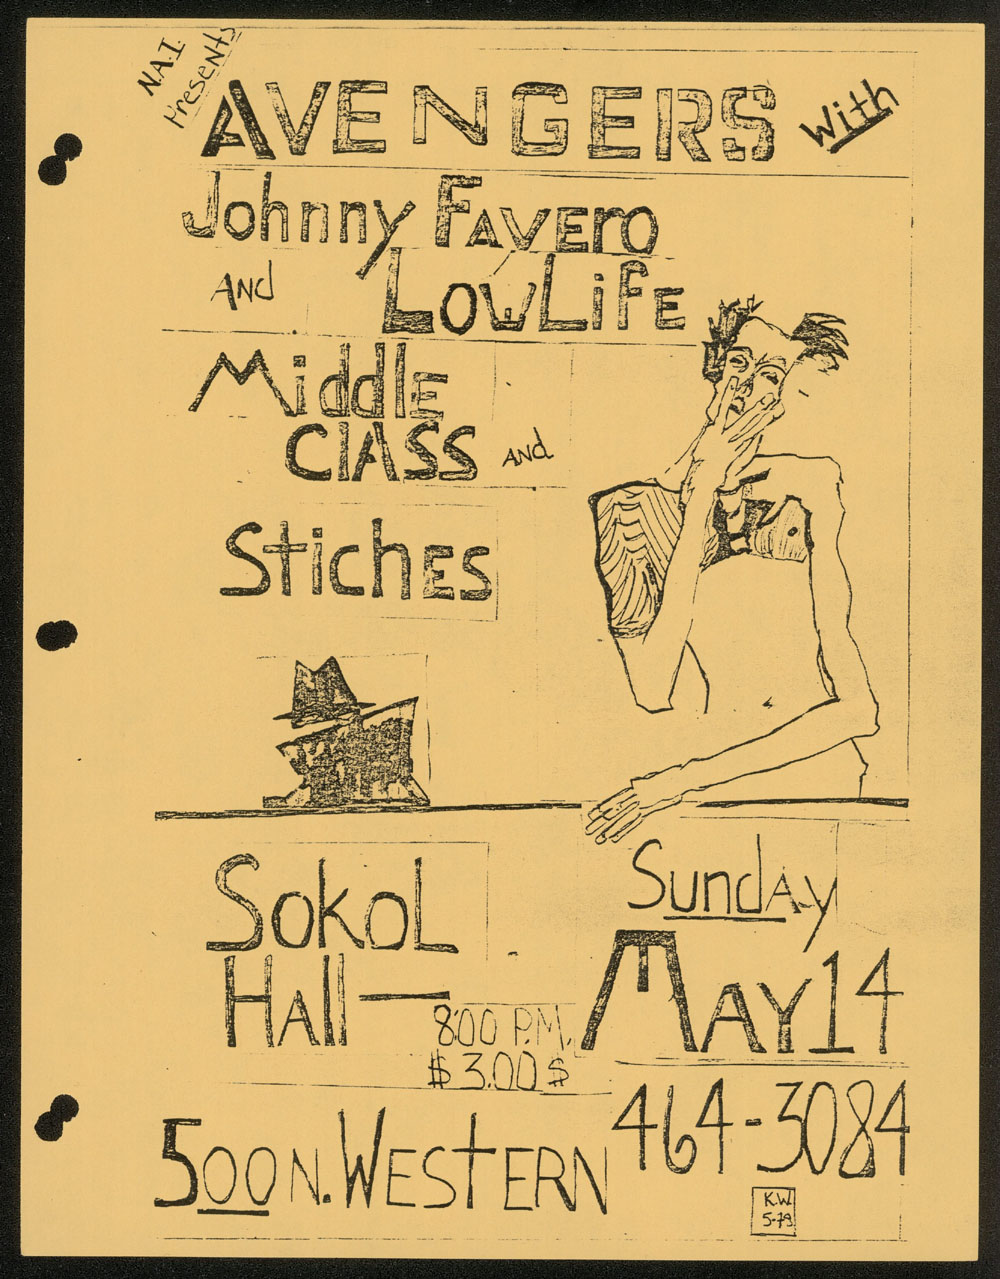 N.A.I.
Presents
AVENGERS With
Johnny FAVEro
AND LowLiFE
Middle
ClASS AND
StichES
SokoL
HAll —
8:00 P.M.
$3.00$
SundAy
MAY 14
464-3084
500 N. WEStERN
K.W.
5-78